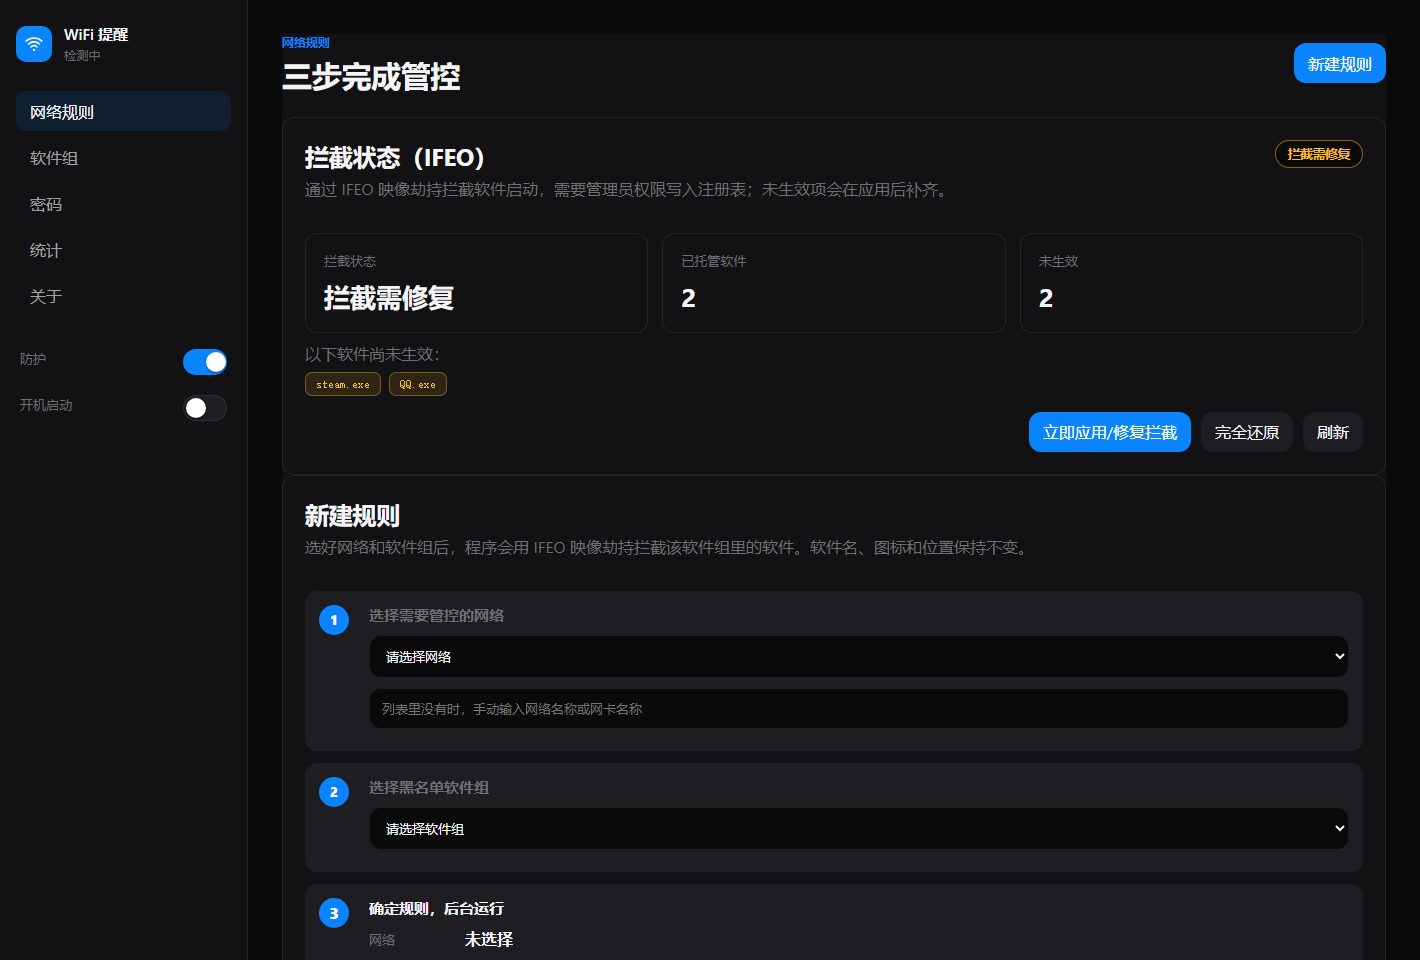 WiFi 提醒
检测中
网络规则
软件组
密码
统计
关于
防护
开机启动
网络规则
三步完成管控
新建规则
拦截状态（IFEO）
拦截需修复
通过 IFEO 映像劫持拦截软件启动，需要管理员权限写入注册表；未生效项会在应用后补齐。
拦截状态
拦截需修复
已托管软件
2
未生效
2
以下软件尚未生效：
steam.exe
QQ.exe
立即应用/修复拦截
完全还原
刷新
新建规则
选好网络和软件组后，程序会用 IFEO 映像劫持拦截该软件组里的软件。软件名、图标和位置保持不变。
1
选择需要管控的网络
请选择网络
列表里没有时，手动输入网络名称或网卡名称
2
选择黑名单软件组
请选择软件组
3
确定规则，后台运行
网络
未选择